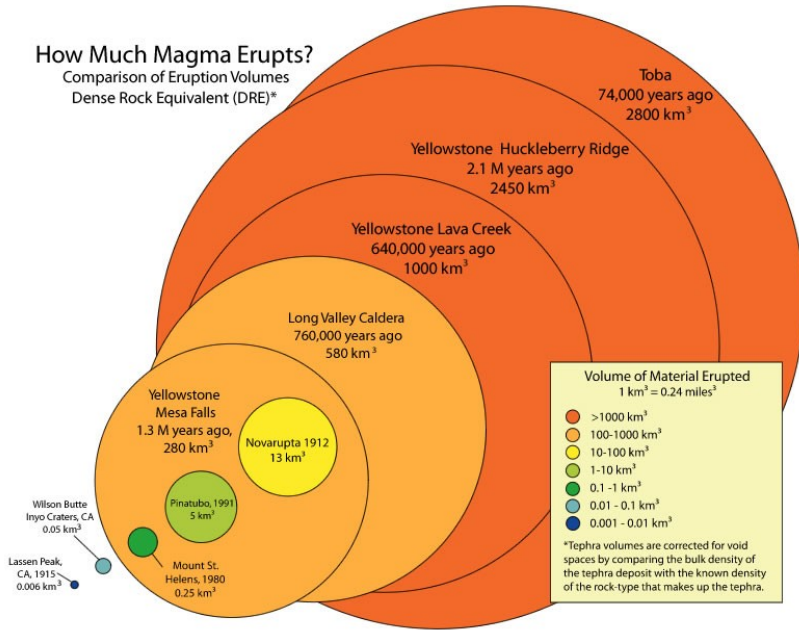 How Much Magma Erupts?
Comparison of Eruption Volumes
Dense Rock Equivalent (DRE)*
Toba
74,000 years ago
2800 km³
Yellowstone Huckleberry Ridge
2.1 M years ago
2450 km³
Yellowstone Lava Creek
640,000 years ago
1000 km³
Long Valley Caldera
760,000 years ago
580 km³
Yellowstone
Mesa Falls
1.3 M years ago,
280 km³
Novarupta 1912
13 km³
Pinatubo, 1991
5 km³
Wilson Butte
Inyo Craters, CA
0.05 km³
Lassen Peak,
CA, 1915
0.006 km³
Mount St.
Helens, 1980
0.25 km³
Volume of Material Erupted
1 km³ = 0.24 miles³
>1000 km³
100-1000 km³
10-100 km³
1-10 km³
0.1 -1 km³
0.01 - 0.1 km³
0.001 - 0.01 km³
*Tephra volumes are corrected for void
spaces by comparing the bulk density of
the tephra deposit with the known density
of the rock-type that makes up the tephra.